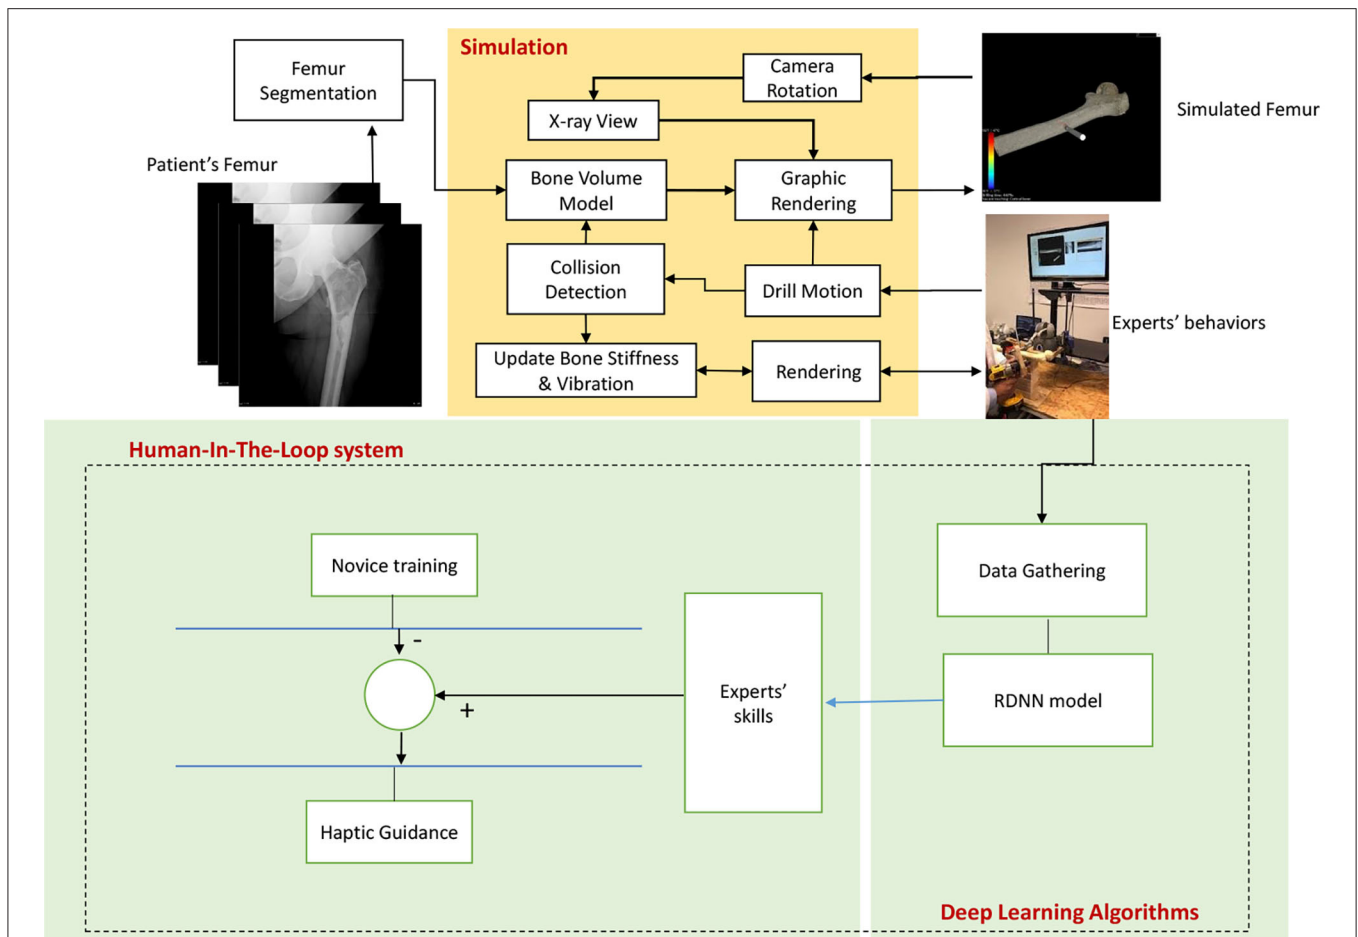 Simulation
Femur
Segmentation
Camera
Rotation
X-ray View
Simulated Femur
Patient's Femur
Bone Volume
Model
Graphic
Rendering
Collision
Detection
Drill Motion
Experts' behaviors
Update Bone Stiffness
& Vibration
Rendering
Human-In-The-Loop system
Novice training
-
Data Gathering
+
Experts'
skills
RDNN model
Haptic Guidance
Deep Learning Algorithms